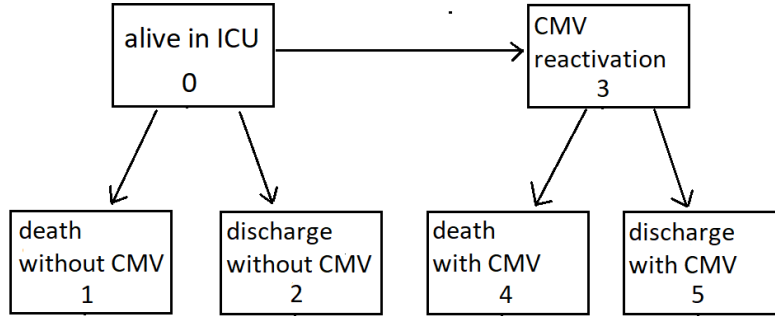 alive in ICU
0
CMV
reactivation
3
death
without CMV
1
discharge
without CMV
2
death
with CMV
4
discharge
with CMV
5